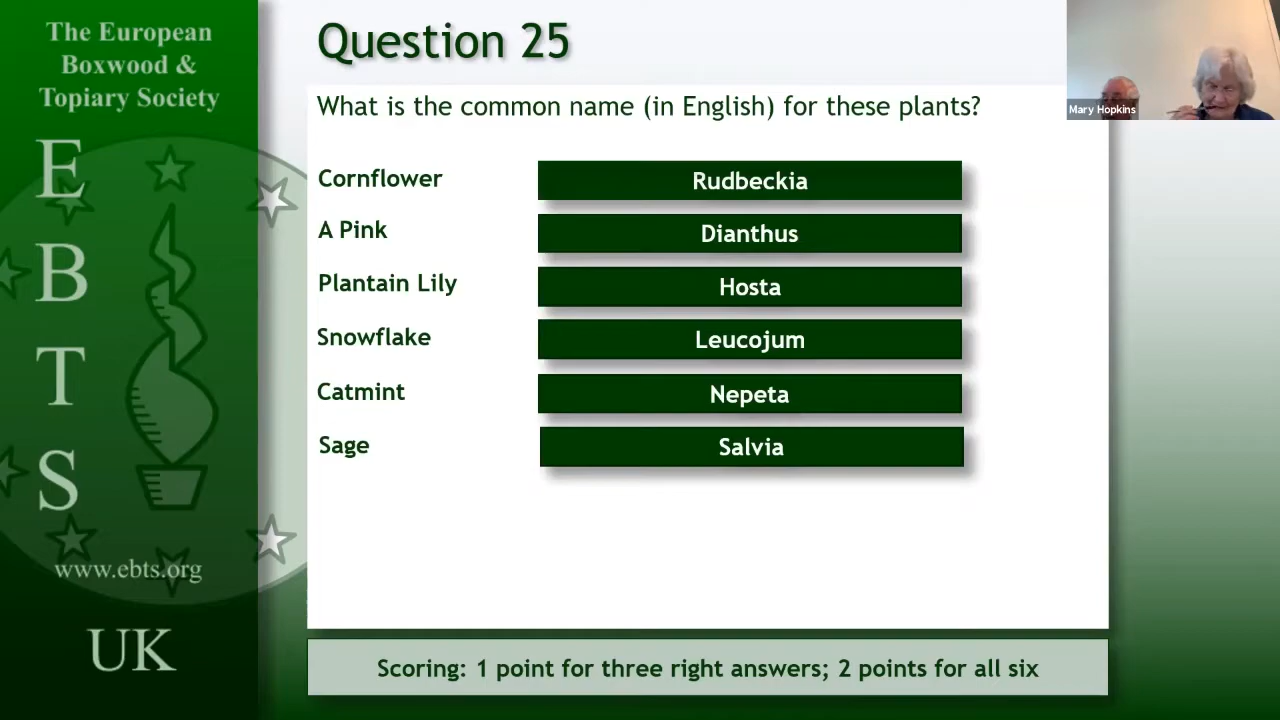 The European
Boxwood &
Topiary Society
E
B
T
S
www.ebts.org
UK
Question 25
Mary Hopkins
What is the common name (in English) for these plants?
Cornflower Rudbeckia
A Pink Dianthus
Plantain Lily Hosta
Snowflake Leucojum
Catmint Nepeta
Sage Salvia
Scoring: 1 point for three right answers; 2 points for all six